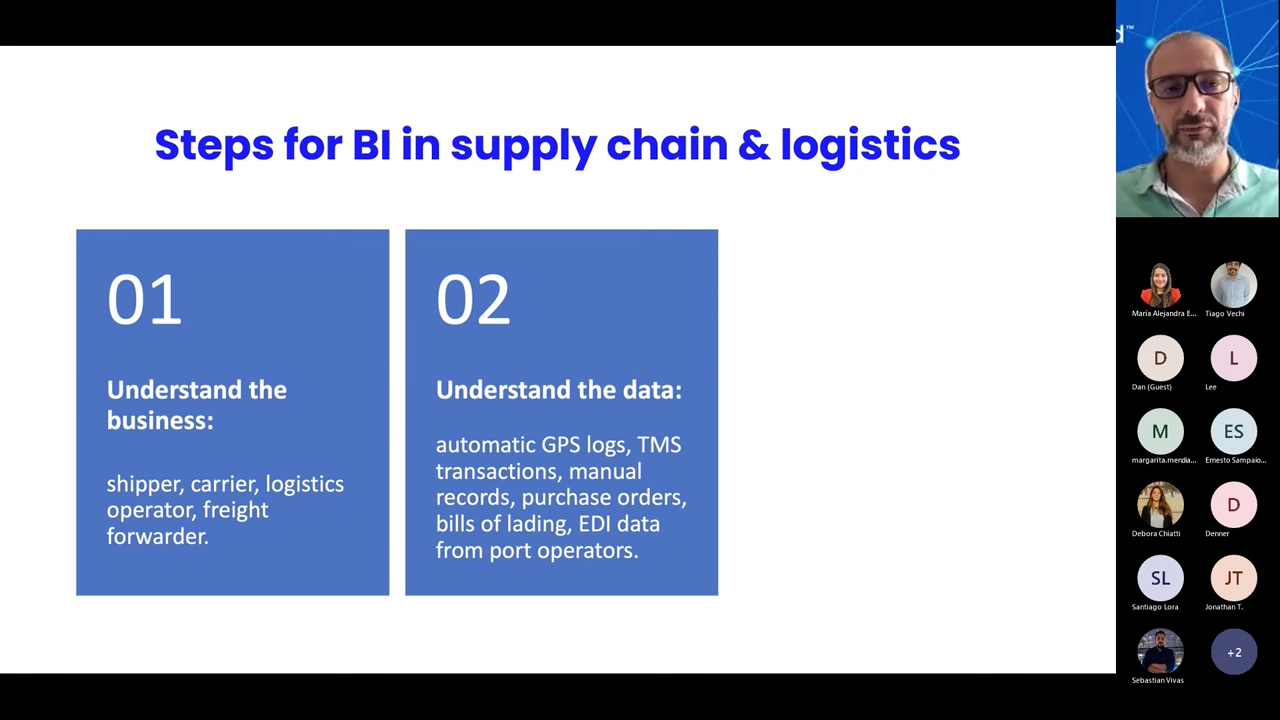 Steps for BI in supply chain & logistics
01
Understand the
business:
shipper, carrier, logistics
operator, freight
forwarder.
02
Understand the data:
automatic GPS logs, TMS
transactions, manual
records, purchase orders,
bills of lading, EDI data
from port operators.
d™
María Alejandra E...
Tiago Vechi
D
Dan (Guest)
L
Lee
M
margarita.mendia...
ES
Ernesto Sampaio...
Debora Chiatti
D
Denner
SL
Santiago Lora
JT
Jonathan T.
Sebastian Vivas
+2